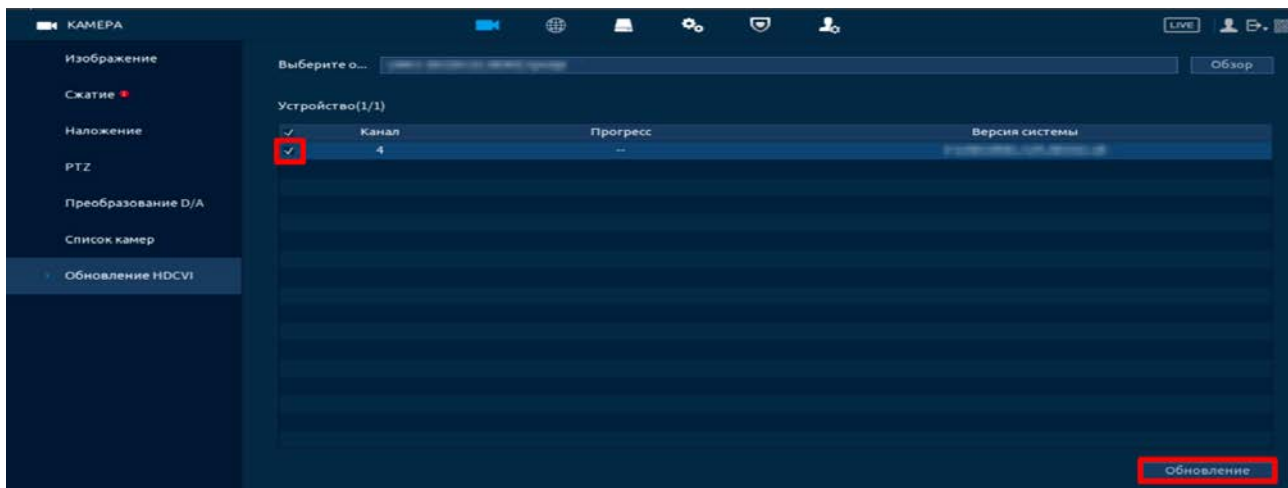 КАМЕРА LIVE
Изображение
Сжатие
Наложение
PTZ
Преобразование D/A
Список камер
Обновление HDCVI
Выберите о... Обзор
Устройство(1/1)
Канал Прогресс Версия системы
4 --
Обновление